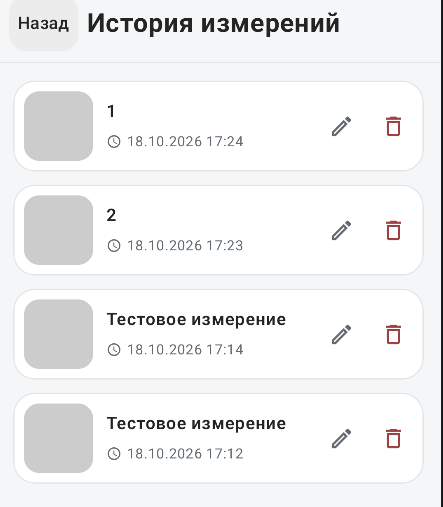 Назад История измерений
1
18.10.2026 17:24
2
18.10.2026 17:23
Тестовое измерение
18.10.2026 17:14
Тестовое измерение
18.10.2026 17:12